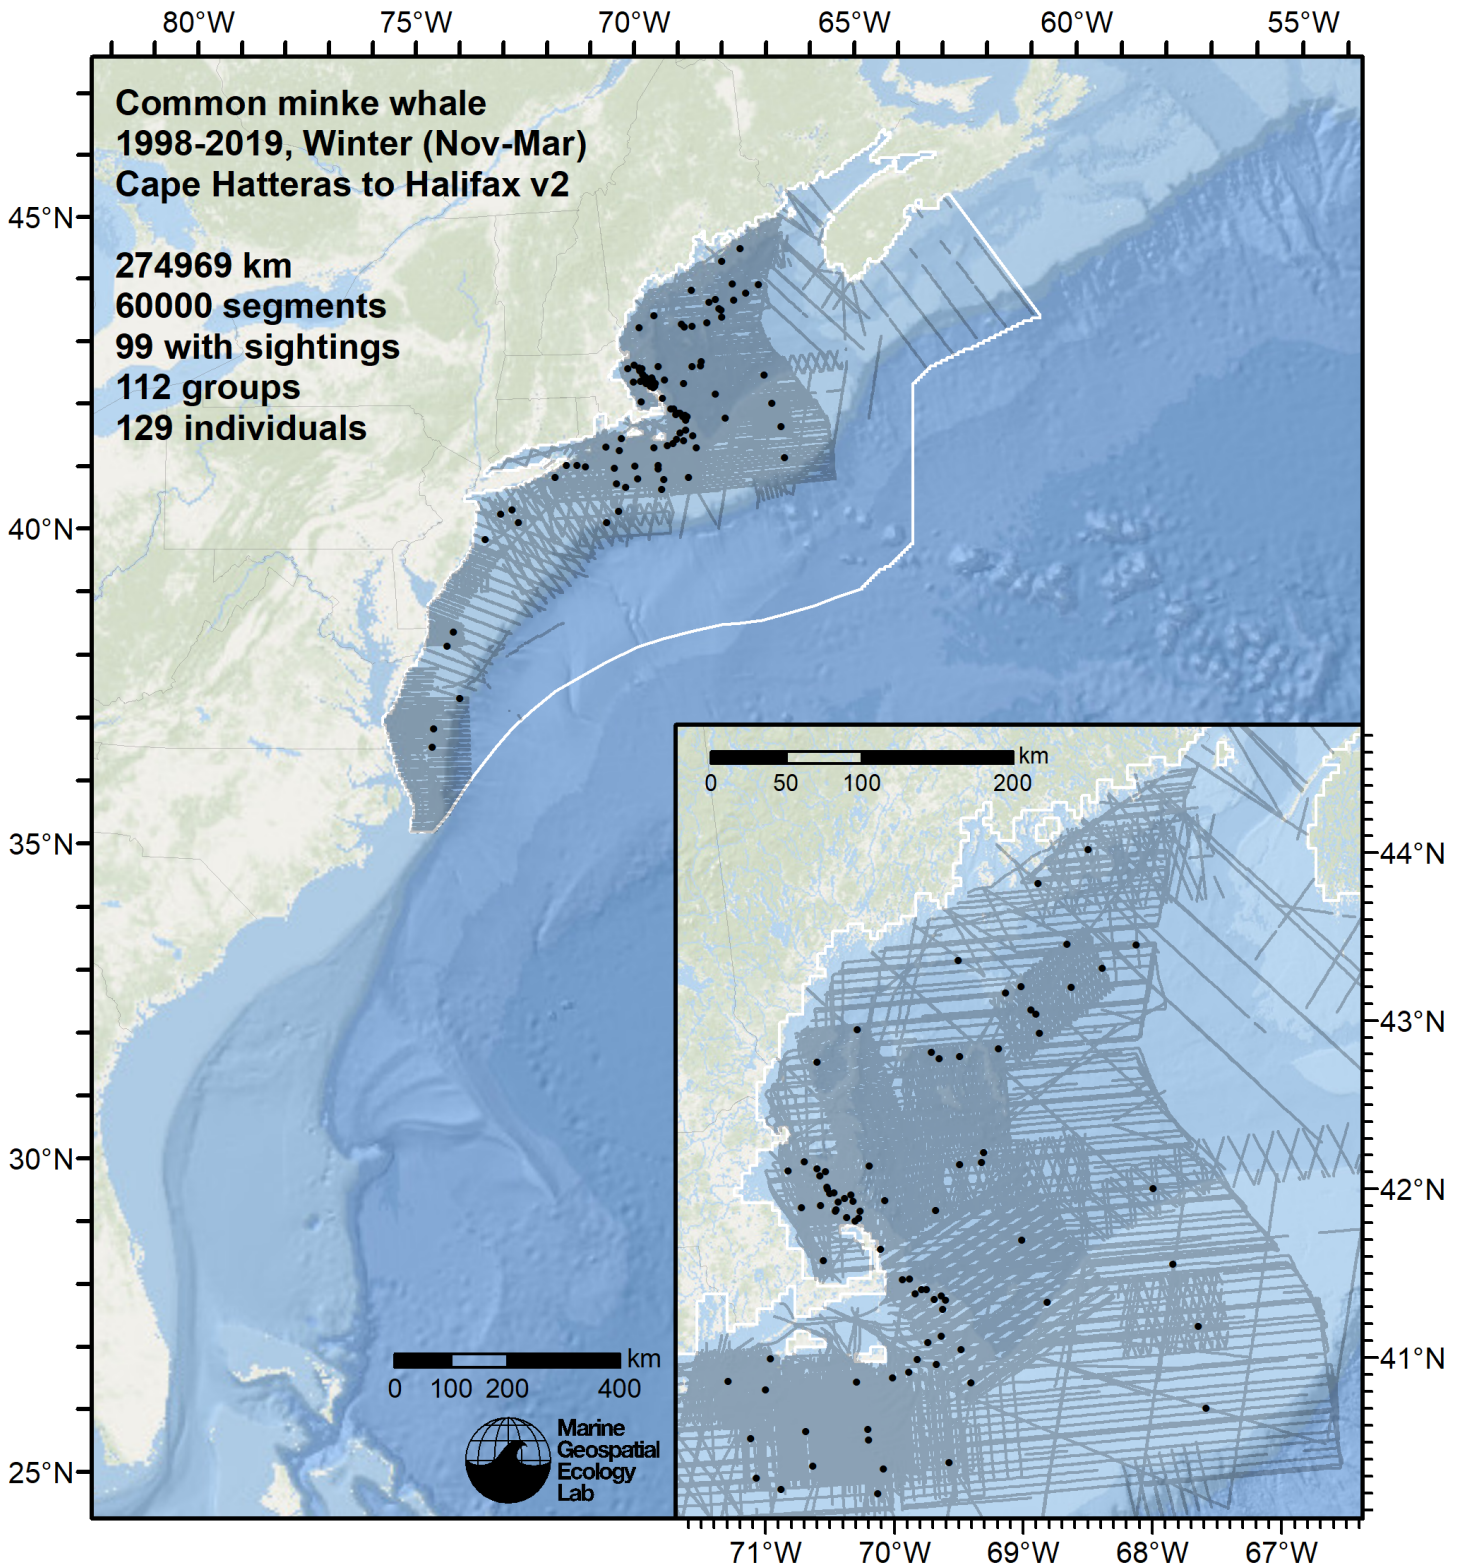 80°W 75°W 70°W 65°W 60°W 55°W
Common minke whale
1998-2019, Winter (Nov-Mar)
Cape Hatteras to Halifax v2
274969 km
60000 segments
99 with sightings
112 groups
129 individuals
45°N
40°N
35°N
30°N
25°N
km
0 50 100 200
44°N
43°N
42°N
41°N
km
0 100 200 400
Marine
Geospatial
Ecology
Lab
71°W 70°W 69°W 68°W 67°W